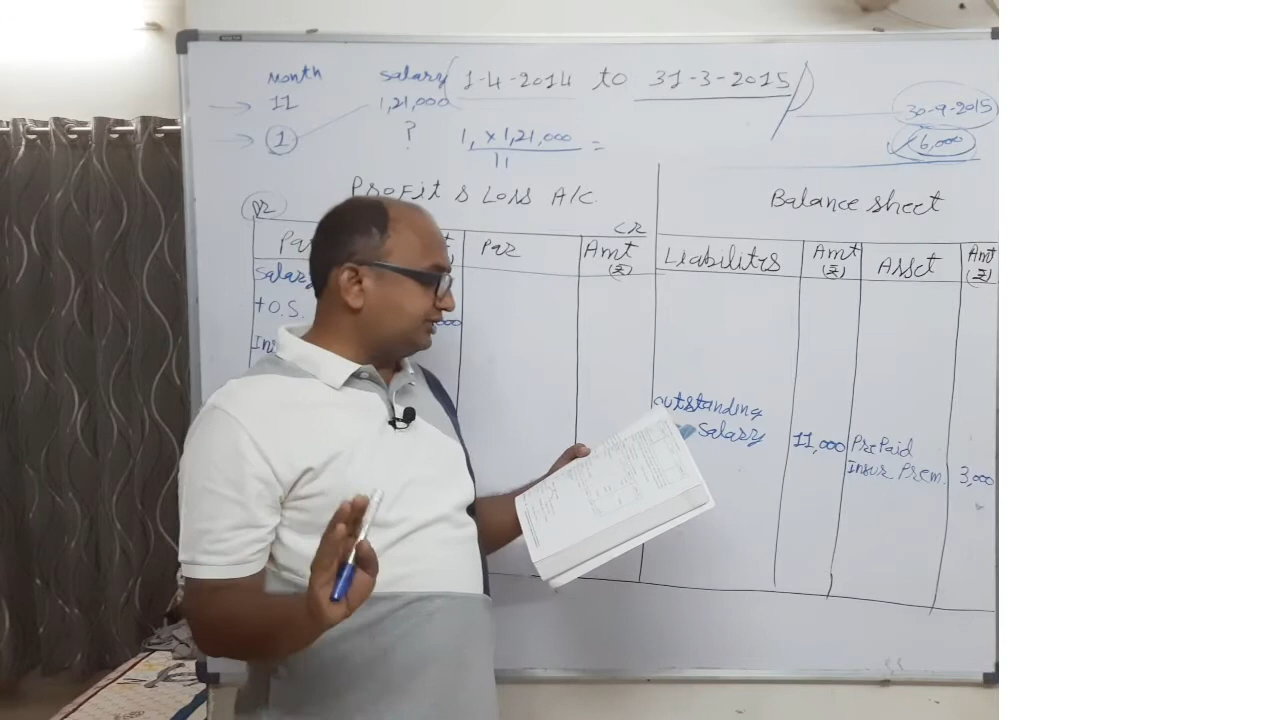 Month salary 1-4-2014 to 31-3-2015
11 1,21,000 30-9-2015
1 ? 1 × 1,21,000 = 6,000
11
Profit & Loss A/C Balance sheet
DR CR
Par Amt Liabilities Amt Asset Amt
(₹) (₹) (₹)
Salary
+ O.S.
Outstanding
Salary 11,000 PrePaid
Insur Prem. 3,000